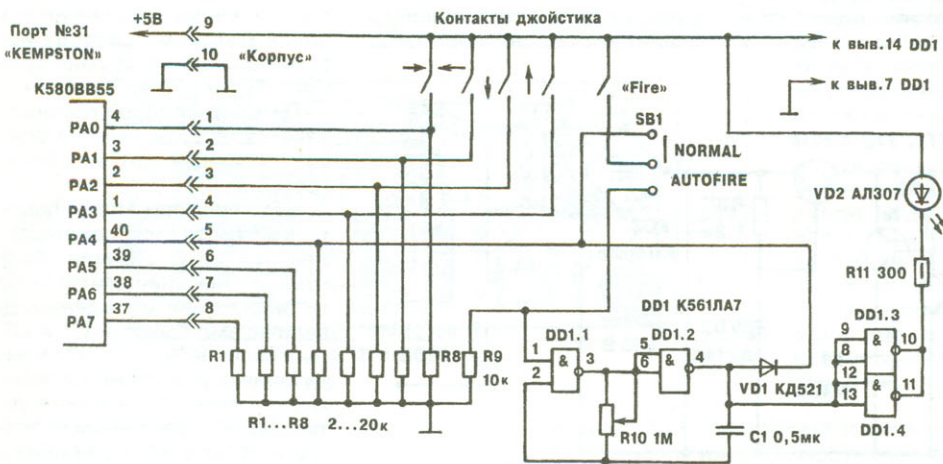 Контакты джойстика
+5В
9
Порт №31
«KEMPSTON»
10
«Корпус»
к выв.14 DD1
к выв.7 DD1
К580ВВ55
«Fire»
SB1
NORMAL
AUTOFIRE
VD2 АЛ307
R11 300
PA0 4 1
PA1 3 2
PA2 2 3
PA3 1 4
PA4 40 5
PA5 39 6
PA6 38 7
PA7 37 8
DD1 К561ЛА7
DD1.1
DD1.2
DD1.3
R1
R8
R9
10к
1
2
&
3
5
6
&
4
9
8
12
13
&
10
&
11
VD1 КД521
DD1.4
R10 1М
С1 0,5мк
R1...R8 2...20к